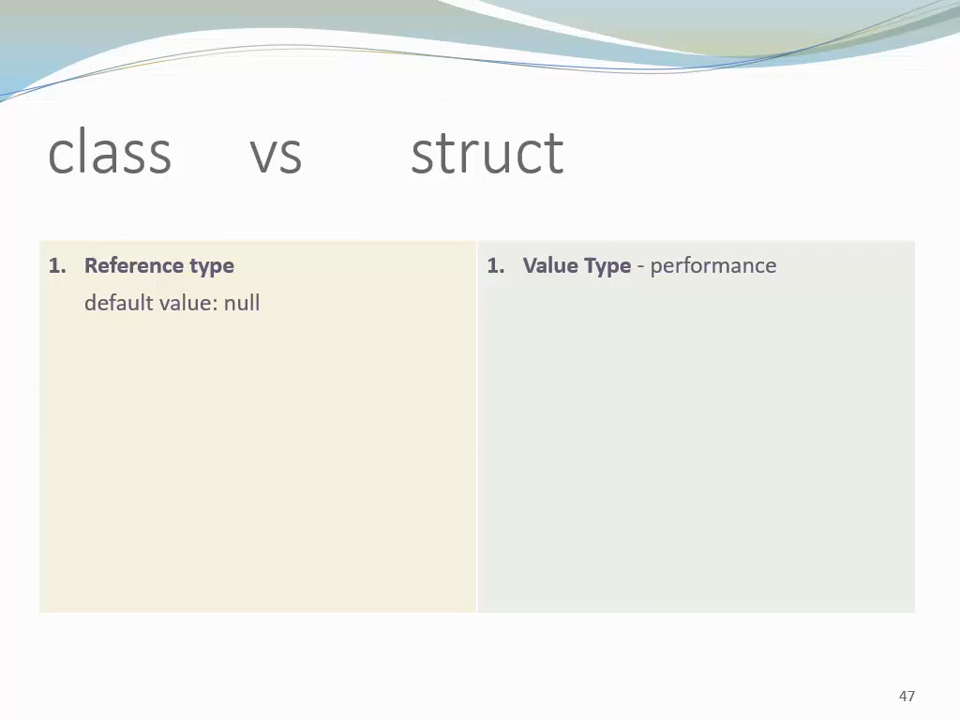 class vs struct
1. Reference type
default value: null
1. Value Type - performance
47